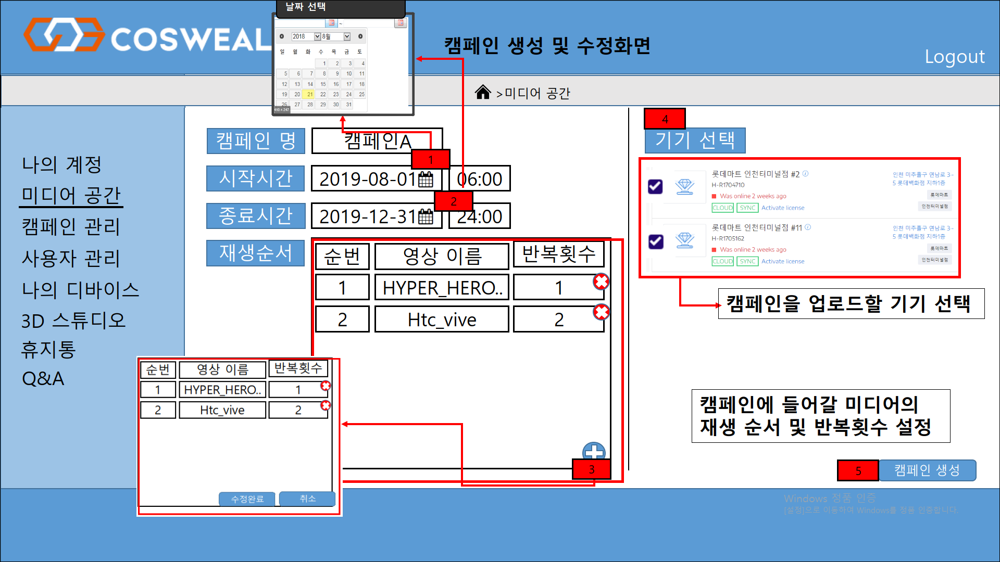 날짜 선택
COSWEAL
캠페인 생성 및 수정화면
Logout
~
2018 8월
일 월 화 수 목 금 토
1 2 3 4
5 6 7 8 9 10 11
12 13 14 15 16 17 18
19 20 21 22 23 24 25
26 27 28 29 30 31
410 x 247
>미디어 공간
나의 계정
미디어 공간
캠페인 관리
사용자 관리
나의 디바이스
3D 스튜디오
휴지통
Q&A
캠페인 명
캠페인A
1
시작시간
2019-08-01
06:00
2
종료시간
2019-12-31
24:00
재생순서
순번 영상 이름 반복횟수
1 HYPER_HERO.. 1
2 Htc_vive 2
3
순번 영상 이름 반복횟수
1 HYPER_HERO.. 1
2 Htc_vive 2
수정완료 취소
4
기기 선택
롯데마트 인천터미널점 #2
H-R1704710
Was online 2 weeks ago
CLOUD SYNC Activate license
인천 미추홀구 연남로 3-
5 롯데백화점 지하1층
롯데마트
인천터미널점
롯데마트 인천터미널점 #11
H-R1705162
Was online 2 weeks ago
CLOUD SYNC Activate license
인천 미추홀구 연남로 3-
5 롯데백화점 지하1층
롯데마트
인천터미널점
캠페인을 업로드할 기기 선택
캠페인에 들어갈 미디어의
재생 순서 및 반복횟수 설정
5
캠페인 생성
Windows 정품 인증
[설정]으로 이동하여 Windows를 정품 인증합니다.